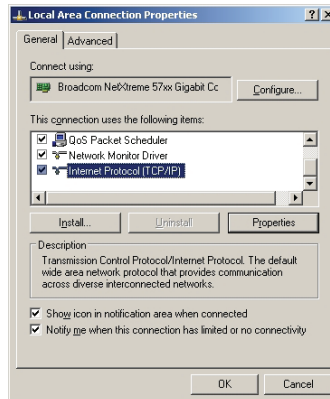 Local Area Connection Properties
General Advanced
Connect using:
Broadcom NetXtreme 57xx Gigabit Cc
Configure...
This connection uses the following items:
QoS Packet Scheduler
Network Monitor Driver
Internet Protocol (TCP/IP)
Install... Uninstall Properties
Description
Transmission Control Protocol/Internet Protocol. The default
wide area network protocol that provides communication
across diverse interconnected networks.
Show icon in notification area when connected
Notify me when this connection has limited or no connectivity
OK Cancel